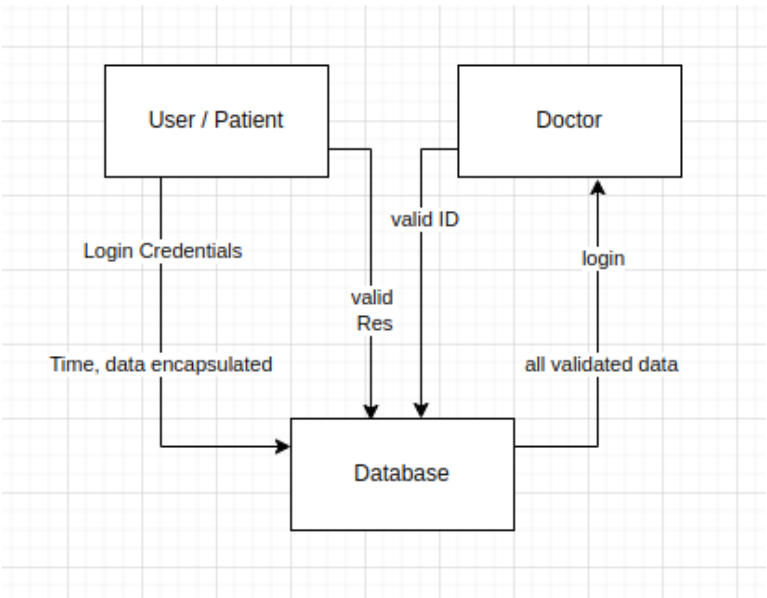 User / Patient
Doctor
valid ID
Login Credentials
login
valid
Res
Time, data encapsulated
all validated data
Database